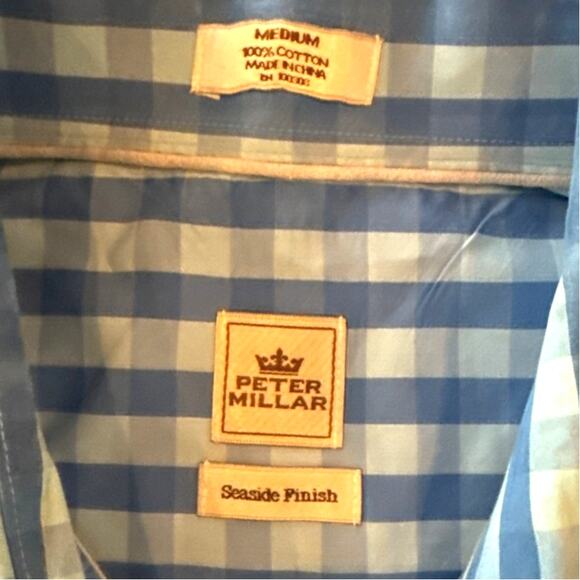 MEDIUM
100% COTTON
MADE IN CHINA
PETER
MILLAR
Seaside Finish